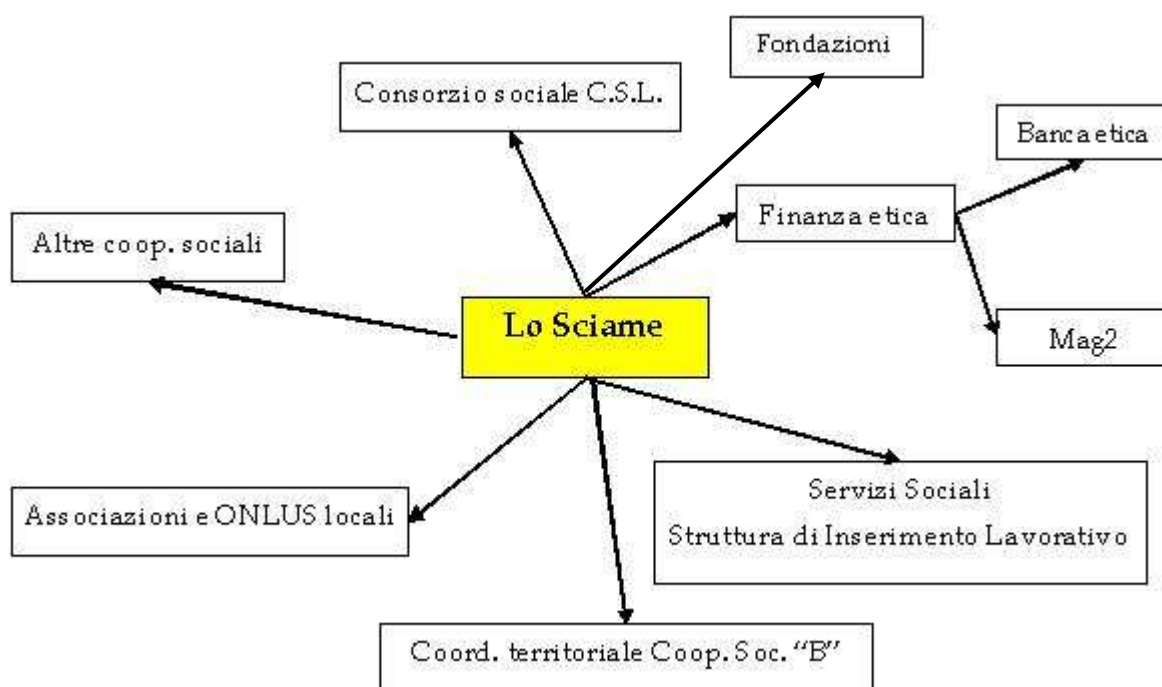 Fondazioni
Consorzio sociale C.S.L.
Banca etica
Finanza etica
Altre coop. sociali
Lo Sciame
Mag2
Servizi Sociali
Struttura di Inserimento Lavorativo
Associazioni e ONLUS locali
Coord. territoriale Coop. Soc. “B”